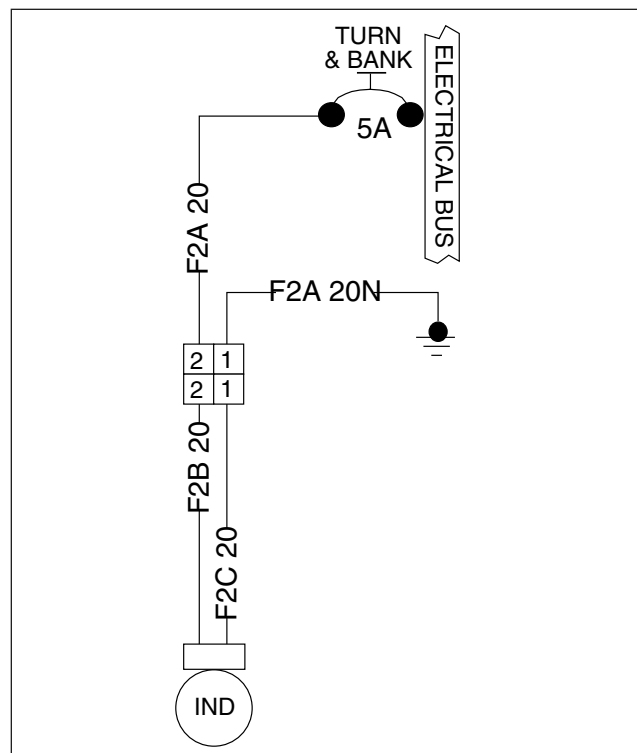 TURN
& BANK
5A
ELECTRICAL BUS
F2A 20
F2A 20N
2 1
2 1
F2B 20
F2C 20
IND